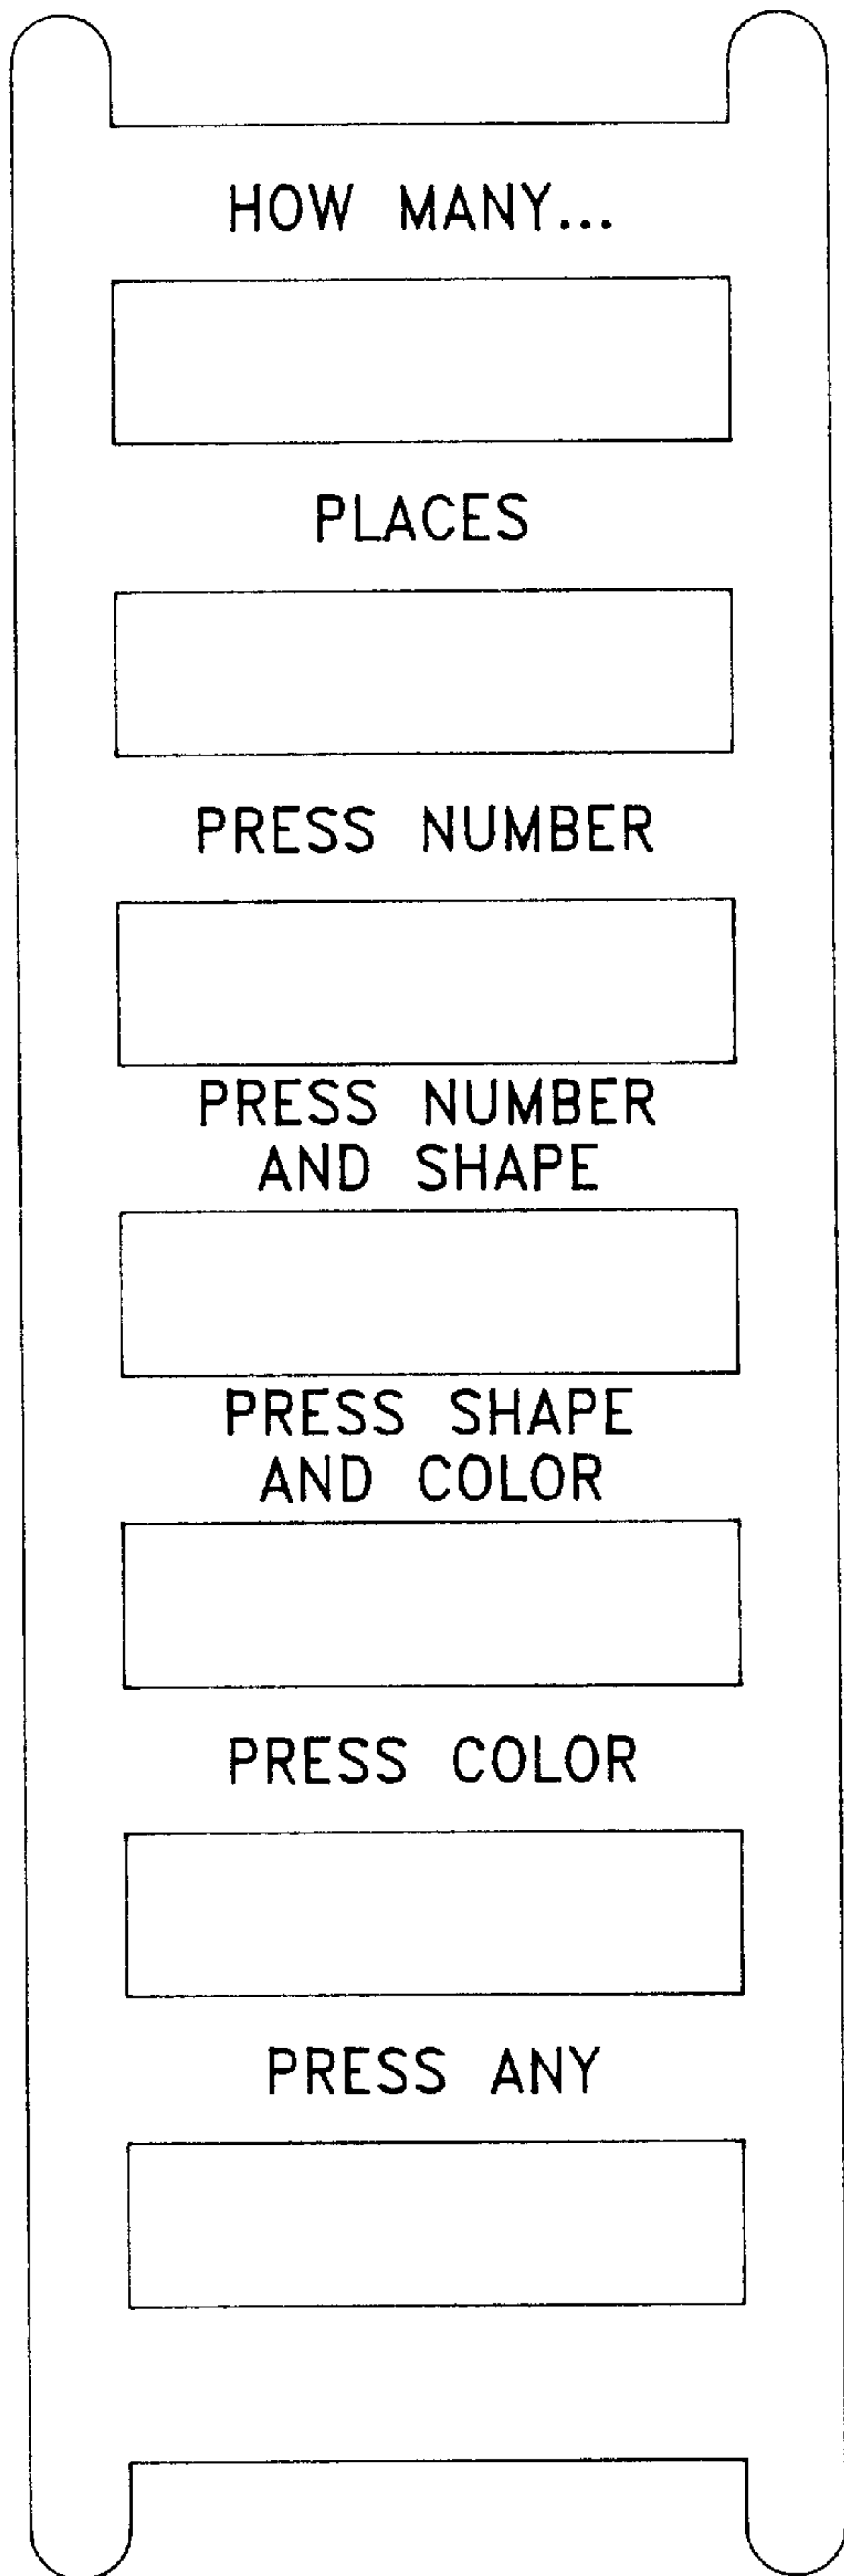 HOW MANY...
PLACES
PRESS NUMBER
PRESS NUMBER
AND SHAPE
PRESS SHAPE
AND COLOR
PRESS COLOR
PRESS ANY